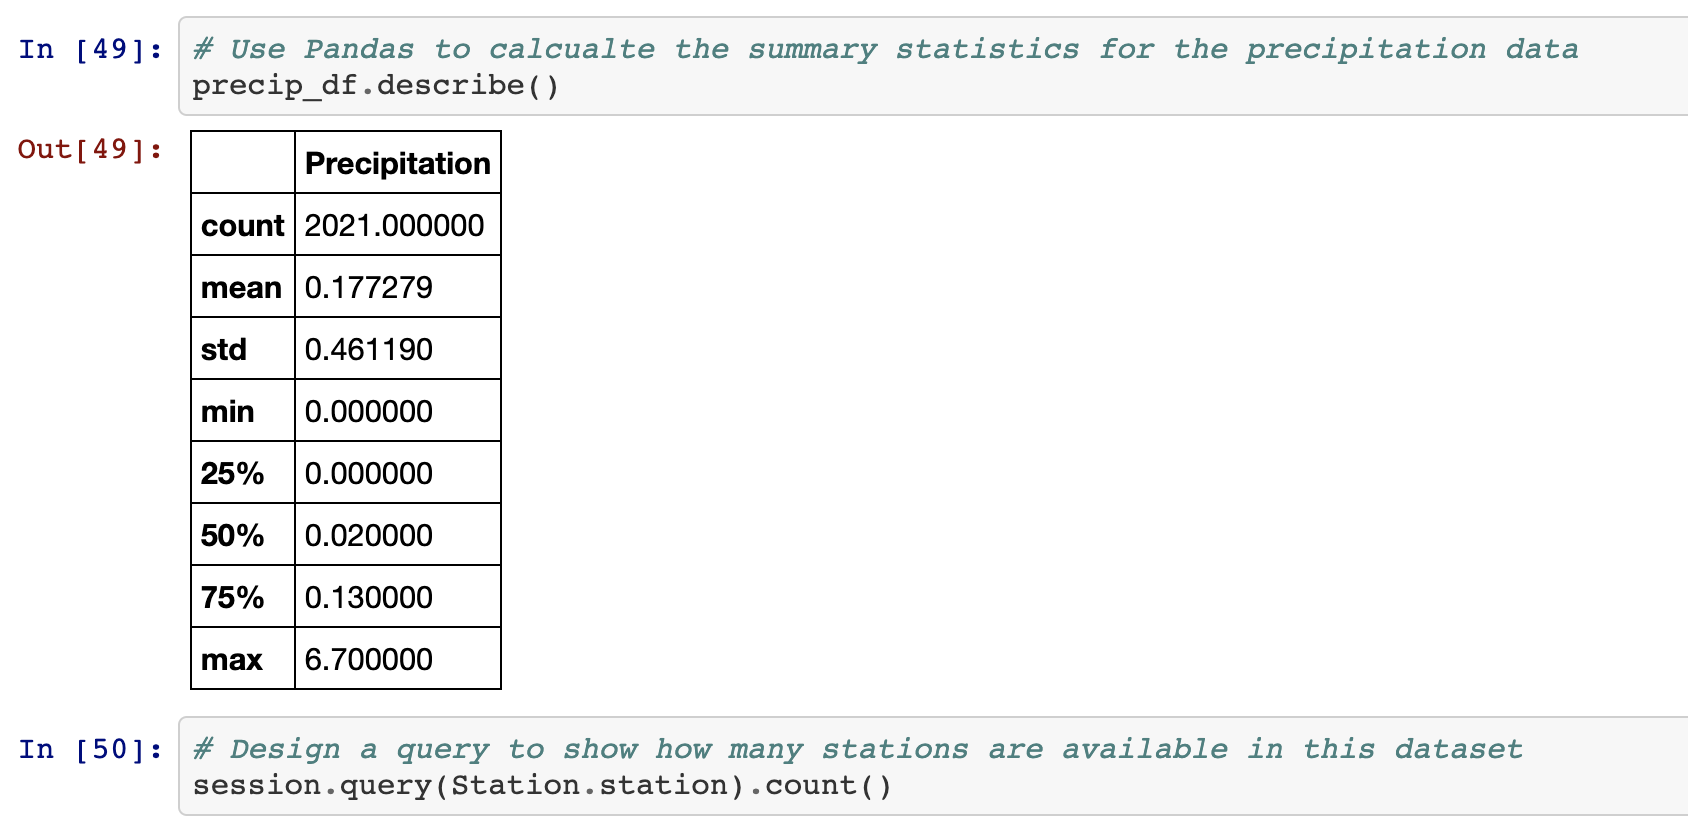 In [49]: # Use Pandas to calcualte the summary statistics for the precipitation data
precip_df.describe()
Out[49]:
Precipitation
count 2021.000000
mean 0.177279
std 0.461190
min 0.000000
25% 0.000000
50% 0.020000
75% 0.130000
max 6.700000
In [50]: # Design a query to show how many stations are available in this dataset
session.query(Station.station).count()